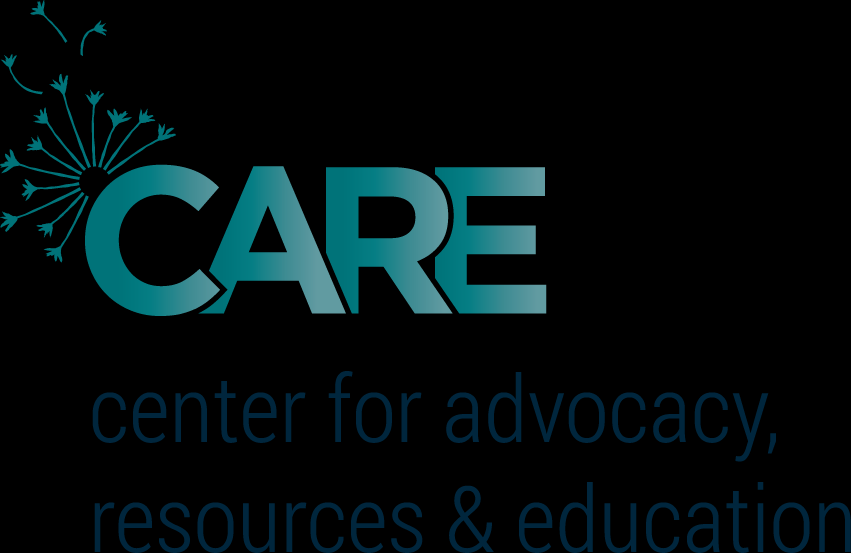 CARE
center for advocacy,
resources & education